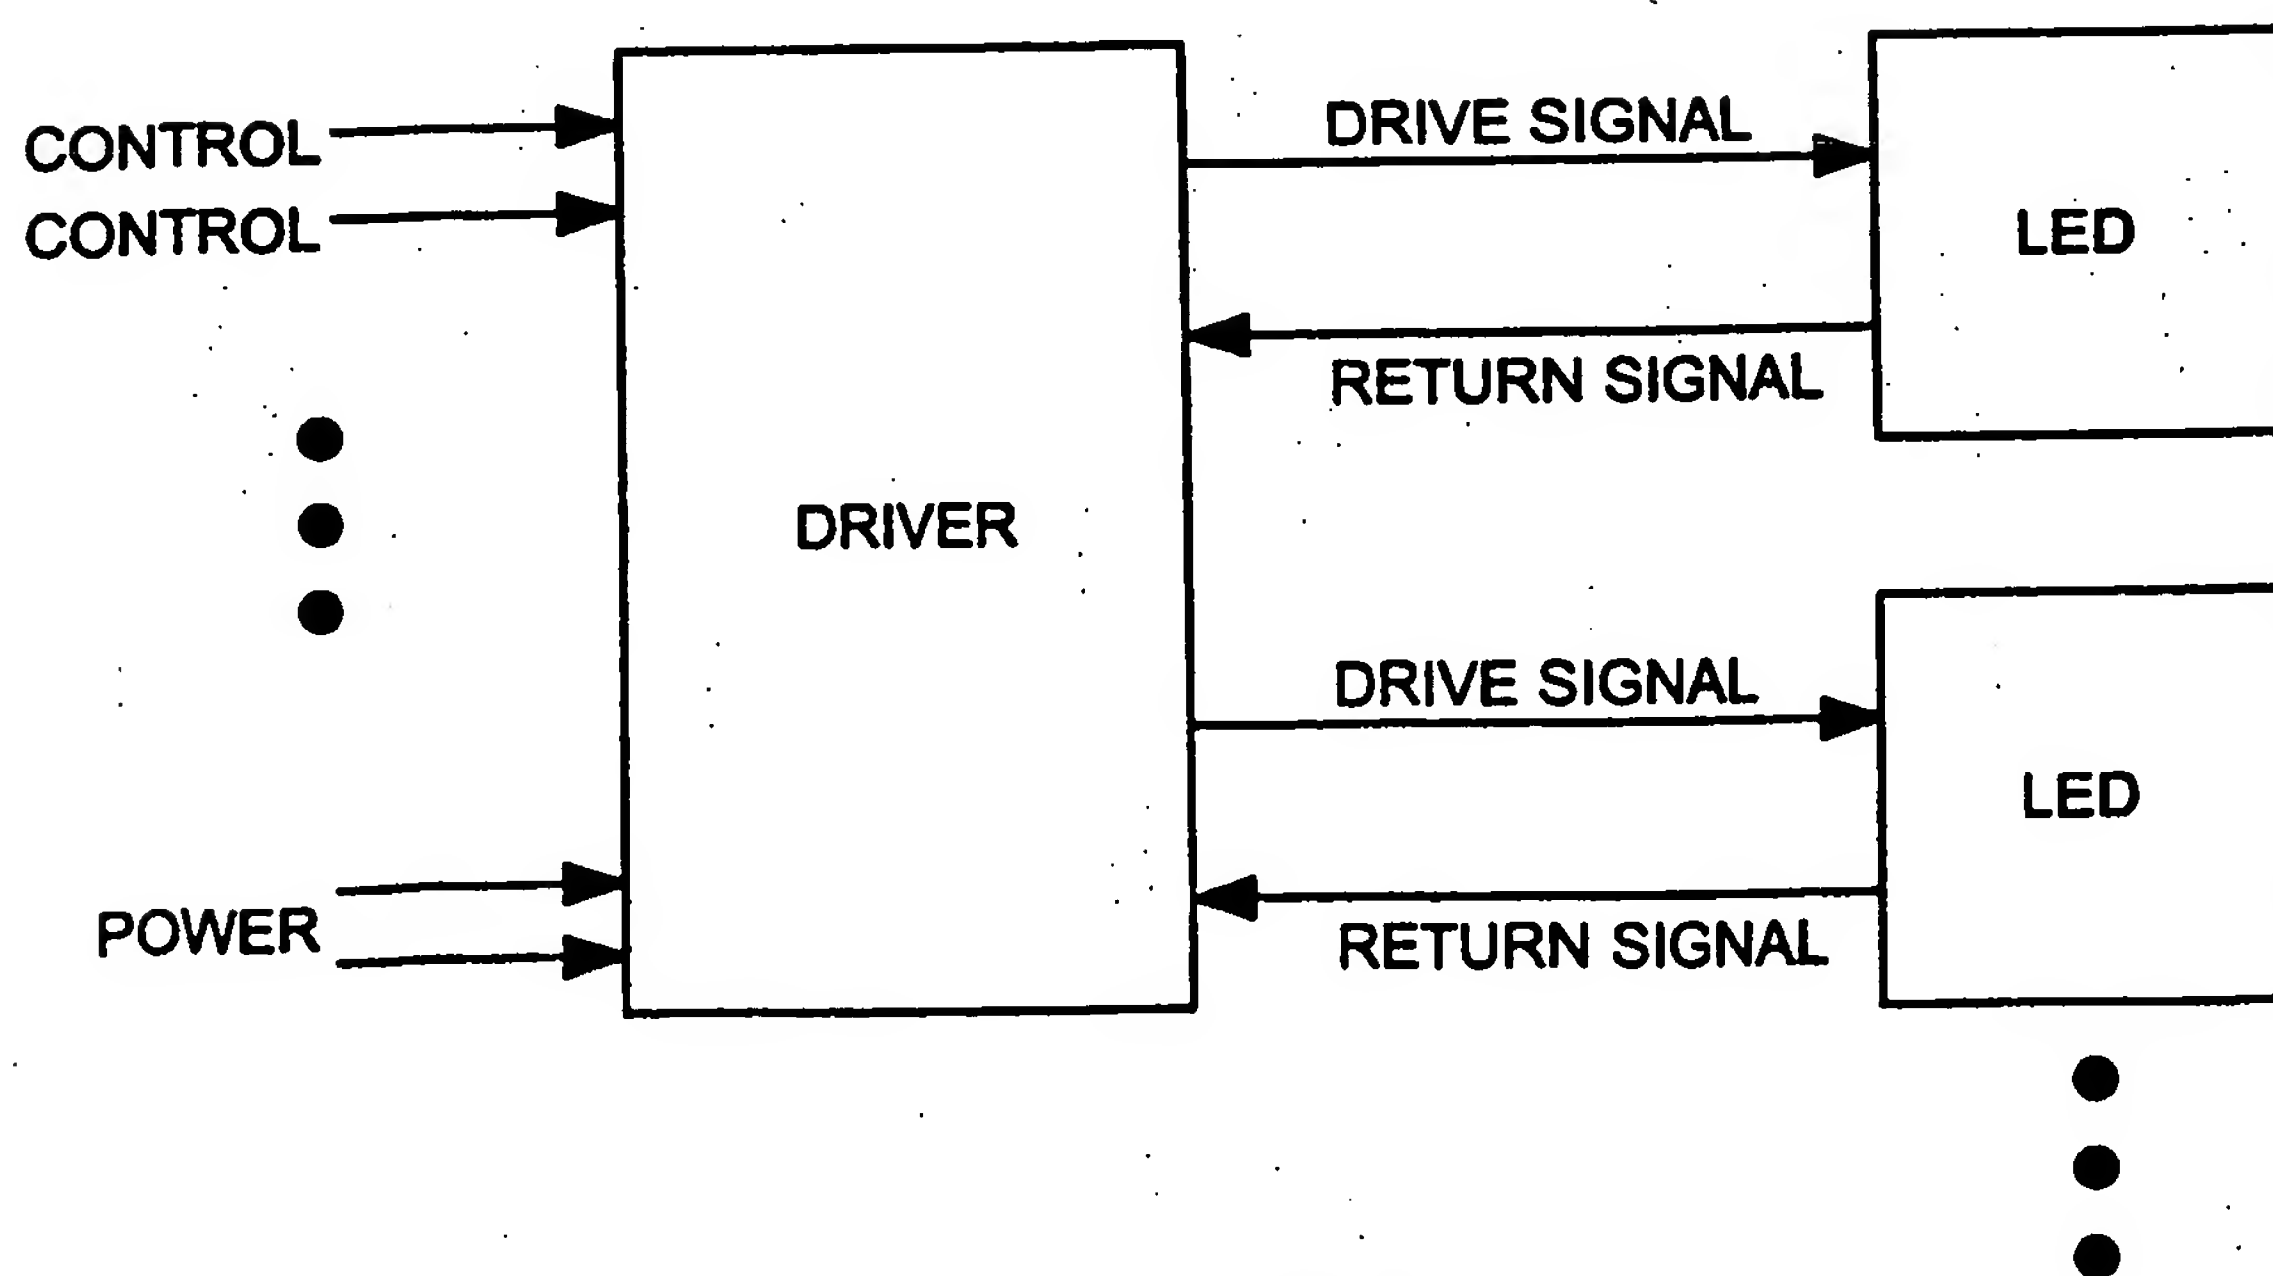 CONTROL
CONTROL
POWER
DRIVER
DRIVE SIGNAL
RETURN SIGNAL
LED
DRIVE SIGNAL
RETURN SIGNAL
LED